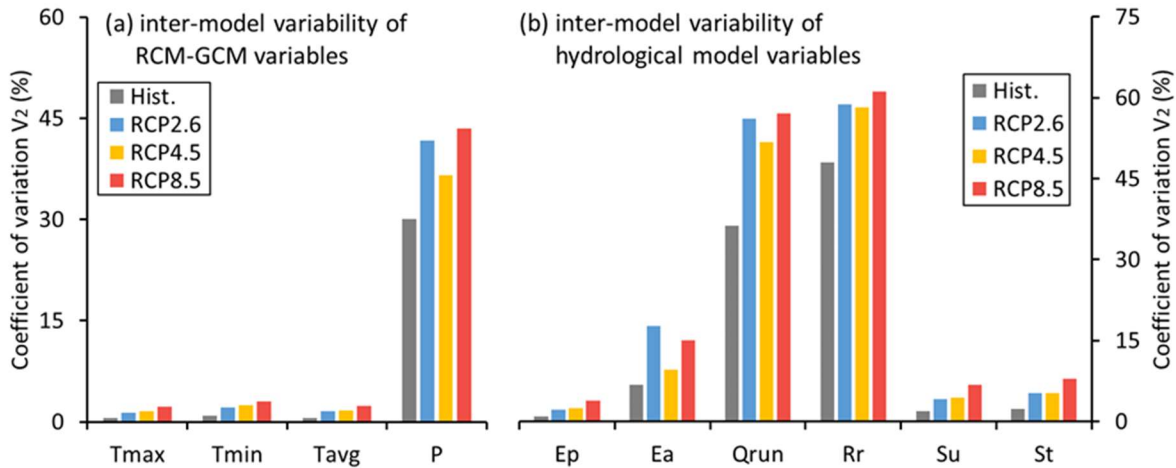 (a) inter-model variability of
RCM-GCM variables
(b) inter-model variability of
hydrological model variables
Coefficient of variation V2 (%)
60
45
30
15
0
Hist.
RCP2.6
RCP4.5
RCP8.5
Tmax Tmin Tavg P
Hist.
RCP2.6
RCP4.5
RCP8.5
Ep Ea Qrun Rr Su St
75
60
45
30
15
0
Coefficient of variation V2 (%)